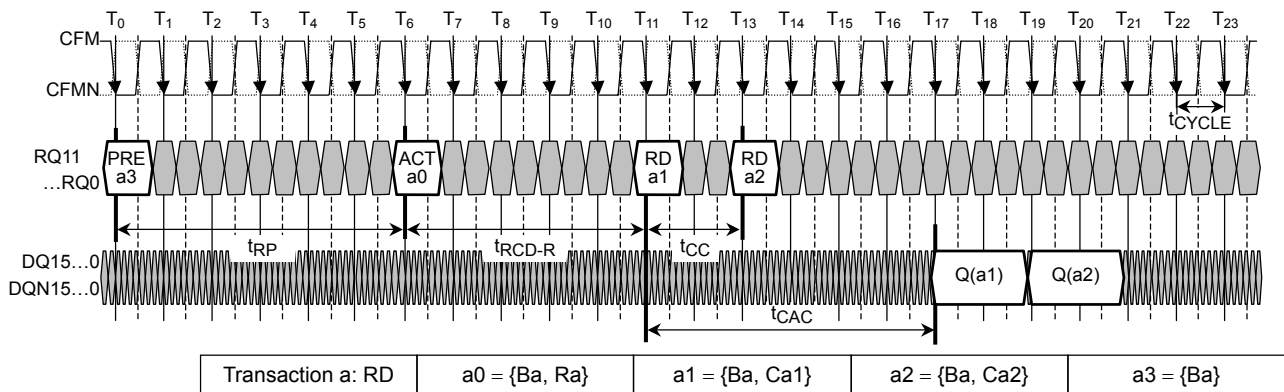 T0 T1 T2 T3 T4 T5 T6 T7 T8 T9 T10 T11 T12 T13 T14 T15 T16 T17 T18 T19 T20 T21 T22 T23
CFM
CFMN
tCYCLE
RQ11
…RQ0
PRE
a3
ACT
a0
RD
a1
RD
a2
tRP
tRCD-R
tCC
DQ15…0
DQN15…0
Q(a1)
Q(a2)
tCAC
Transaction a: RD
a0 = {Ba, Ra}
a1 = {Ba, Ca1}
a2 = {Ba, Ca2}
a3 = {Ba}